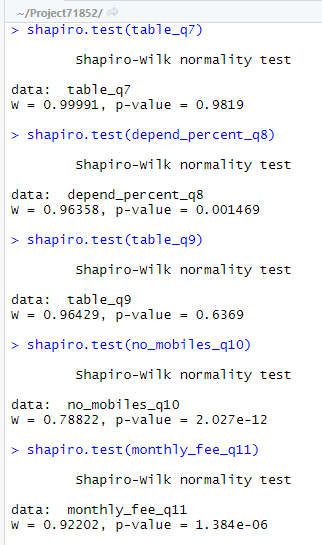 ~/Project71852/
> shapiro.test(table_q7)
Shapiro-Wilk normality test
data:  table_q7
W = 0.99991, p-value = 0.9819
> shapiro.test(depend_percent_q8)
Shapiro-Wilk normality test
data:  depend_percent_q8
W = 0.96358, p-value = 0.001469
> shapiro.test(table_q9)
Shapiro-Wilk normality test
data:  table_q9
W = 0.96429, p-value = 0.6369
> shapiro.test(no_mobiles_q10)
Shapiro-Wilk normality test
data:  no_mobiles_q10
W = 0.78822, p-value = 2.027e-12
> shapiro.test(monthly_fee_q11)
Shapiro-Wilk normality test
data:  monthly_fee_q11
W = 0.92202, p-value = 1.384e-06